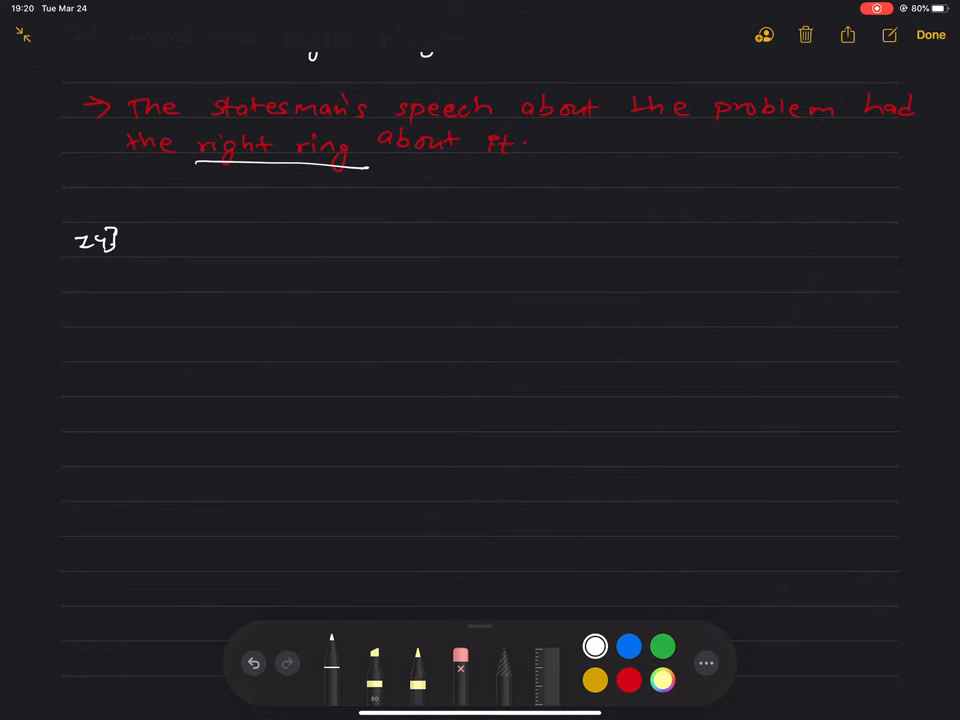 19:20 Tue Mar 24
80%
Done
→ The statesman's speech about the problem had
the right ring about it.
24}
80